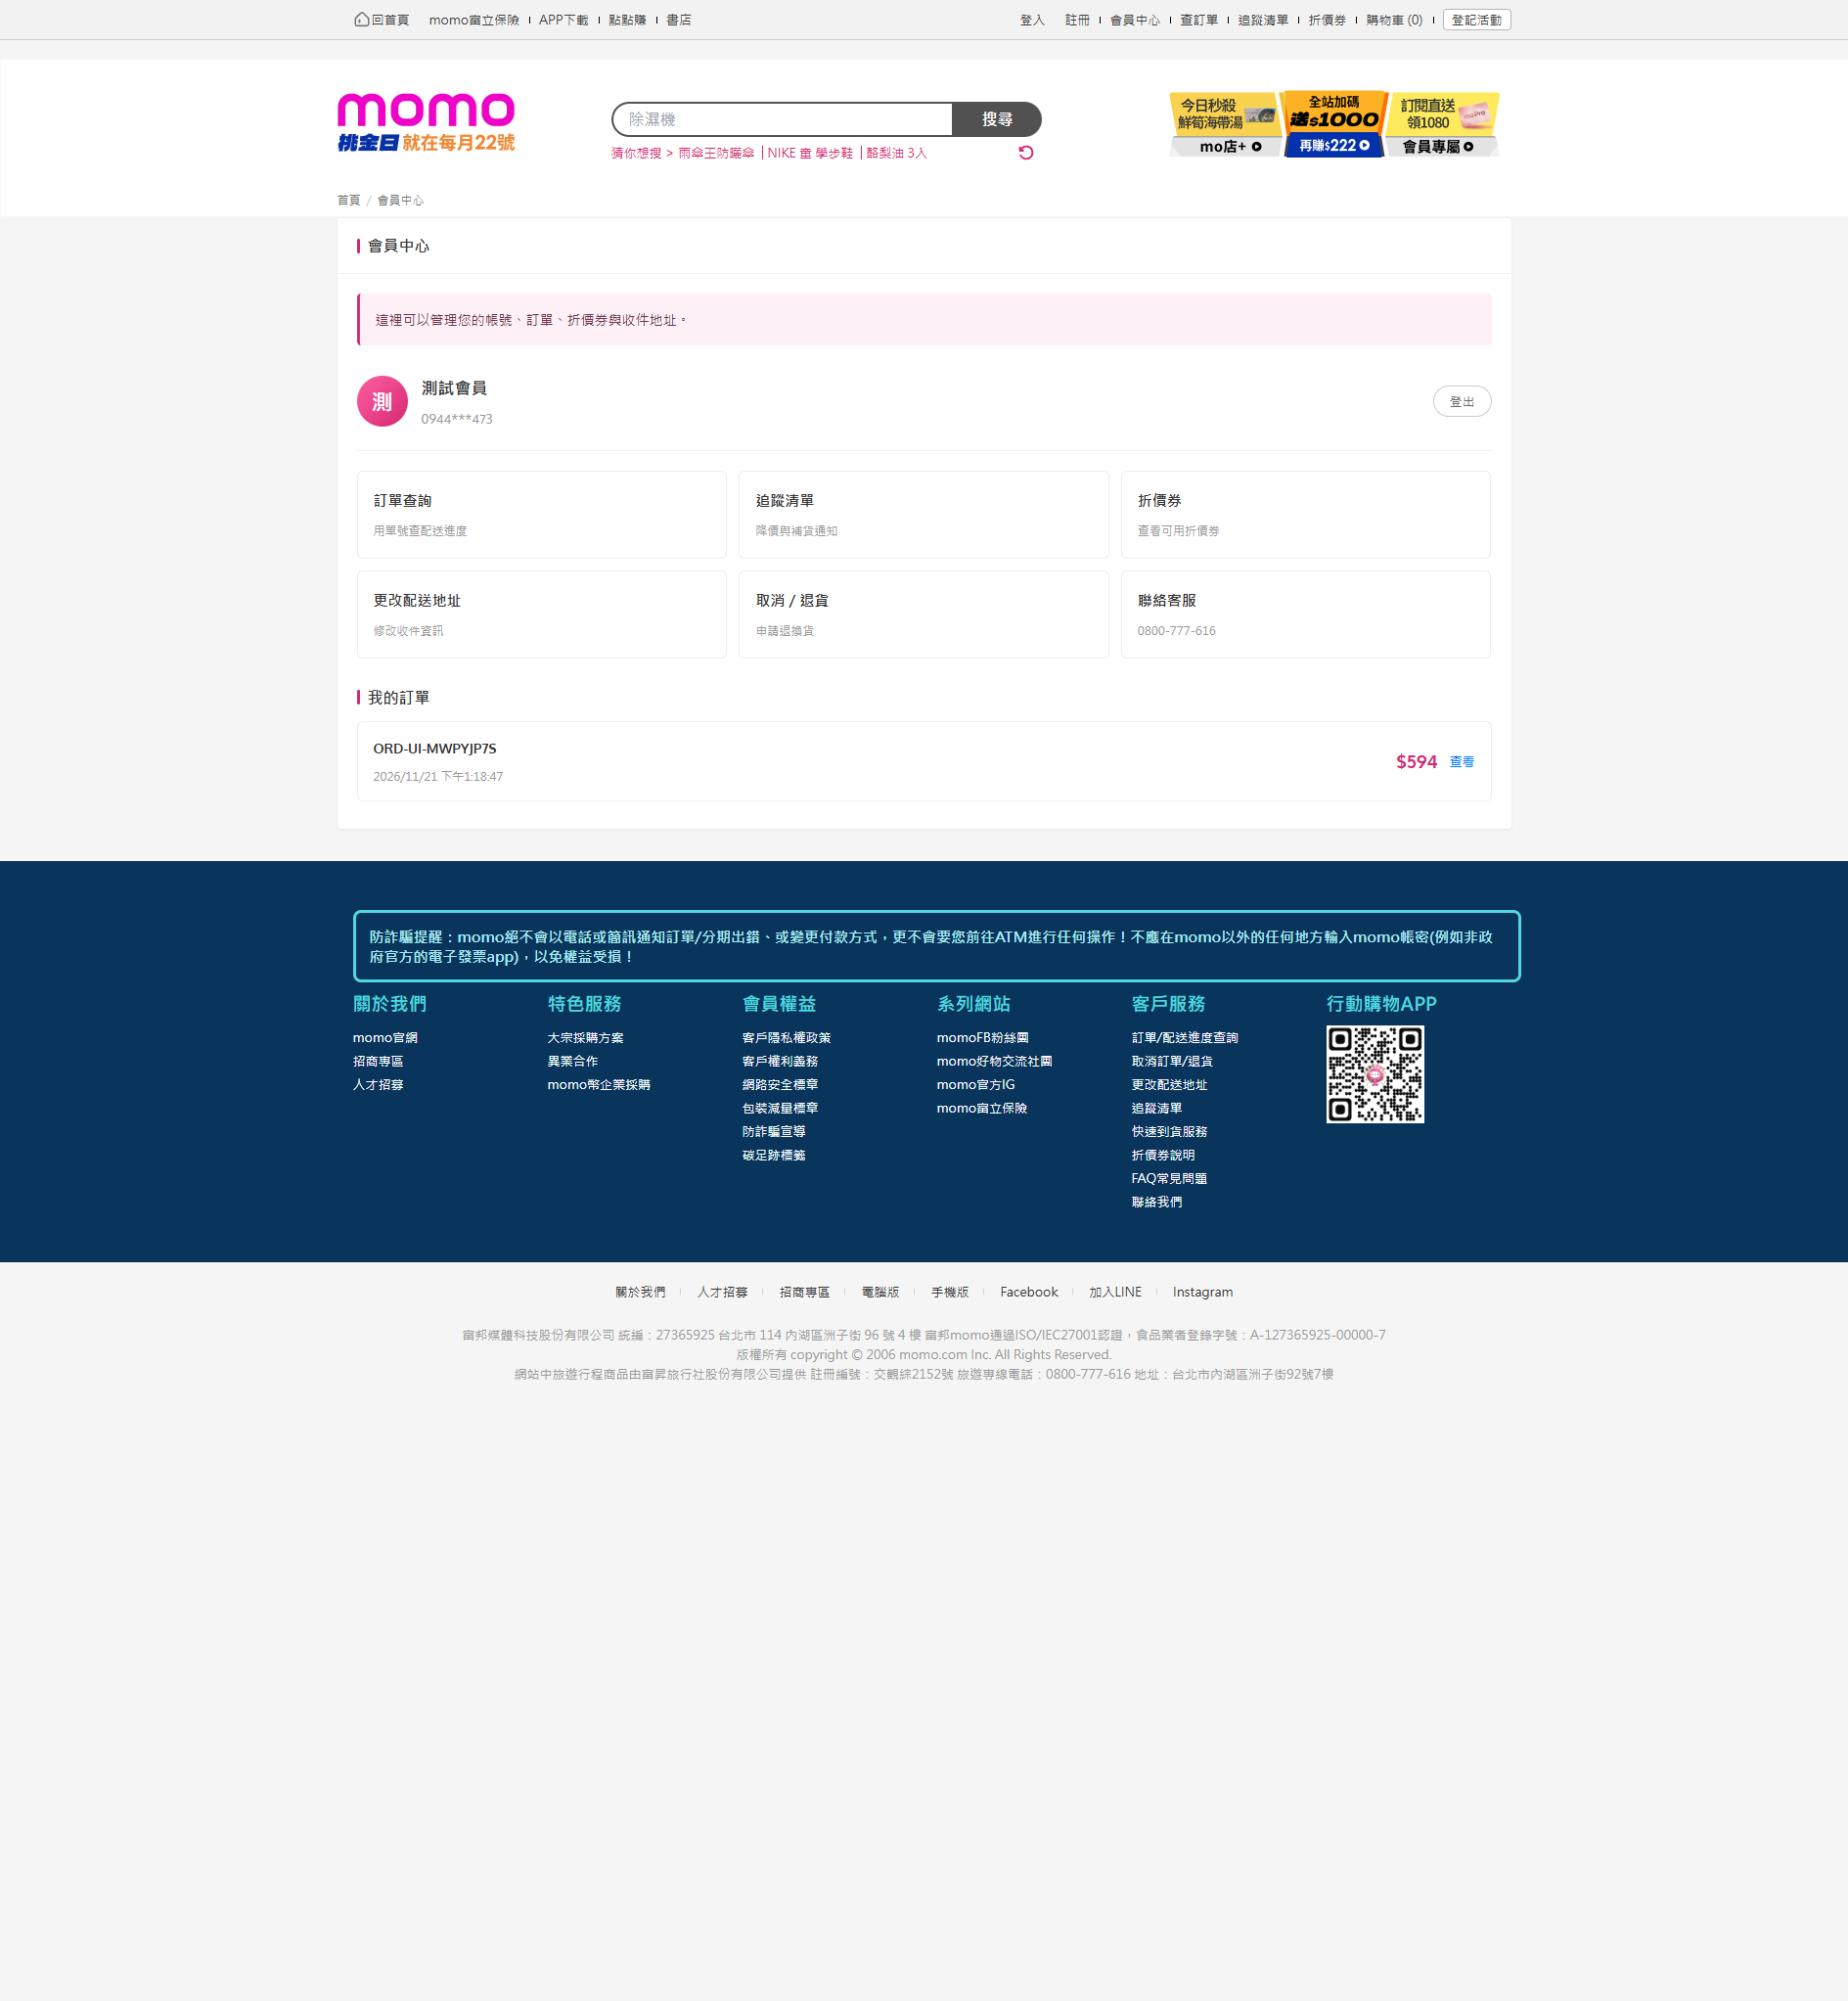 回首頁 momo富立保險 APP下載 點點賺 書店 登入 註冊 會員中心 查訂單 追蹤清單 折價券 購物車 (0) 登記活動
momo
桃金日 就在每月22號
除濕機 搜尋
猜你想搜 > 雨傘王防曬傘 NIKE 童 學步鞋 酪梨油 3入
今日秒殺
鮮筍海帶湯
mo店+
全站加碼
送$1000
再賺$222
訂閱直送
領1080
會員專屬
首頁 / 會員中心
會員中心
這裡可以管理您的帳號、訂單、折價券與收件地址。
測
測試會員
0944***473
登出
訂單查詢
用單號查配送進度
追蹤清單
降價與補貨通知
折價券
查看可用折價券
更改配送地址
修改收件資訊
取消 / 退貨
申請退換貨
聯絡客服
0800-777-616
我的訂單
ORD-UI-MWPYJP7S
2026/11/21 下午1:18:47
$594 查看
防詐騙提醒：momo絕不會以電話或簡訊通知訂單/分期出錯、或變更付款方式，更不會要您前往ATM進行任何操作！不應在momo以外的任何地方輸入momo帳密(例如非政
府官方的電子發票app)，以免權益受損！
關於我們
momo官網
招商專區
人才招募
特色服務
大宗採購方案
異業合作
momo幣企業採購
會員權益
客戶隱私權政策
客戶權利義務
網路安全標章
包裝減量標章
防詐騙宣導
碳足跡標籤
系列網站
momoFB粉絲團
momo好物交流社團
momo官方IG
momo富立保險
客戶服務
訂單/配送進度查詢
取消訂單/退貨
更改配送地址
追蹤清單
快速到貨服務
折價券說明
FAQ常見問題
聯絡我們
行動購物APP
關於我們 人才招募 招商專區 電腦版 手機版 Facebook 加入LINE Instagram
富邦媒體科技股份有限公司 統編：27365925 台北市 114 內湖區洲子街 96 號 4 樓 富邦momo通過ISO/IEC27001認證，食品業者登錄字號：A-127365925-00000-7
版權所有 copyright © 2006 momo.com Inc. All Rights Reserved.
網站中旅遊行程商品由富昇旅行社股份有限公司提供 註冊編號：交觀綜2152號 旅遊專線電話：0800-777-616 地址：台北市內湖區洲子街92號7樓